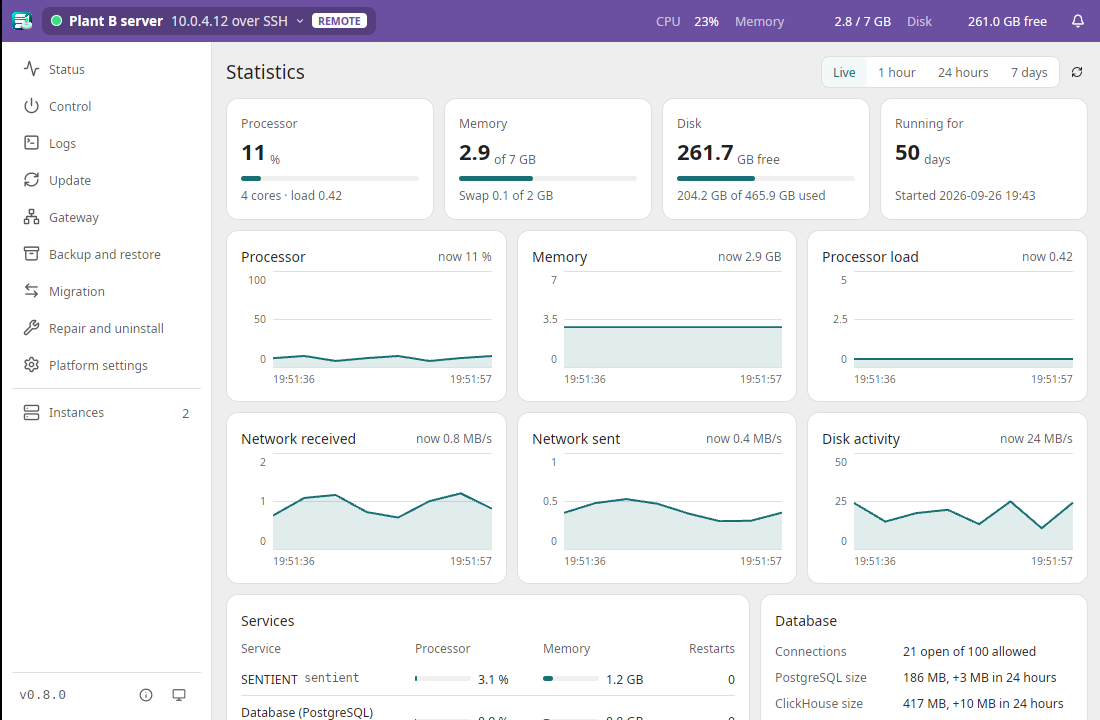 Plant B server 10.0.4.12 over SSH REMOTE
CPU 23% Memory 2.8 / 7 GB Disk 261.0 GB free
Status
Control
Logs
Update
Gateway
Backup and restore
Migration
Repair and uninstall
Platform settings
Instances 2
v0.8.0
Statistics
Live 1 hour 24 hours 7 days
Processor
11 %
4 cores · load 0.42
Memory
2.9 of 7 GB
Swap 0.1 of 2 GB
Disk
261.7 GB free
204.2 GB of 465.9 GB used
Running for
50 days
Started 2026-09-26 19:43
Processor now 11 %
100
50
0
19:51:36 19:51:57
Memory now 2.9 GB
7
3.5
0
19:51:36 19:51:57
Processor load now 0.42
5
2.5
0
19:51:36 19:51:57
Network received now 0.8 MB/s
2
1
0
19:51:36 19:51:57
Network sent now 0.4 MB/s
1
0.5
0
19:51:36 19:51:57
Disk activity now 24 MB/s
50
25
0
19:51:36 19:51:57
Services
Service Processor Memory Restarts
SENTIENT sentient 3.1 % 1.2 GB 0
Database (PostgreSQL)
Database
Connections 21 open of 100 allowed
PostgreSQL size 186 MB, +3 MB in 24 hours
ClickHouse size 417 MB, +10 MB in 24 hours